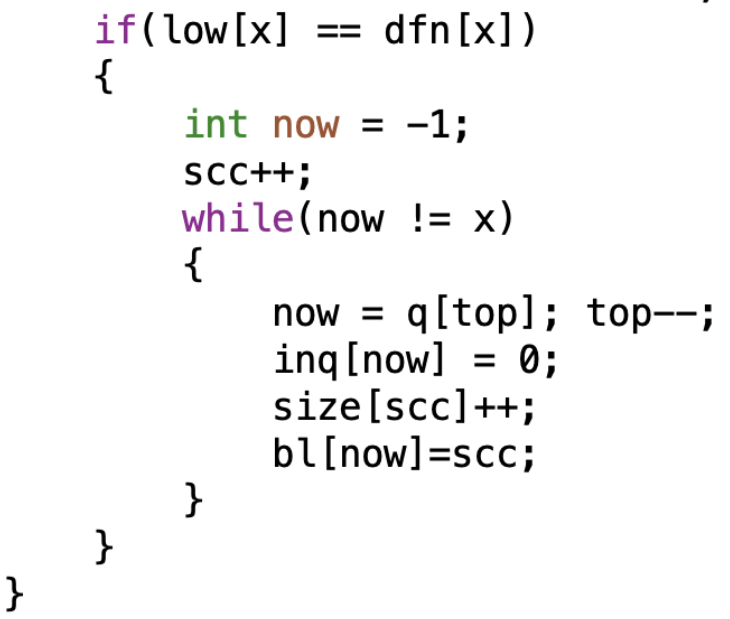 if(low[x] == dfn[x])
{
int now = -1;
scc++;
while(now != x)
{
now = q[top]; top--;
inq[now] = 0;
size[scc]++;
bl[now]=scc;
}
}
}